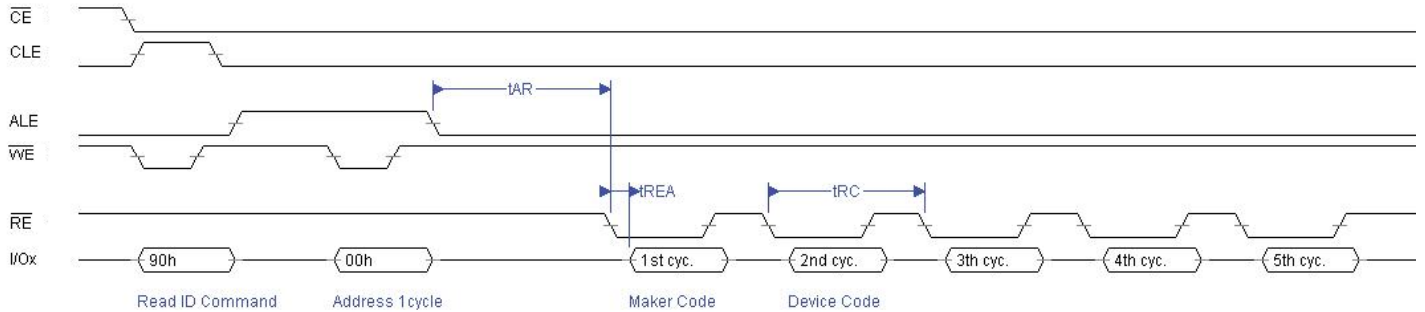 CE
CLE
tAR
ALE
WE
tREA
tRC
RE
I/Ox
90h
00h
1st cyc.
2nd cyc.
3th cyc.
4th cyc.
5th cyc.
Read ID Command
Address 1cycle
Maker Code
Device Code